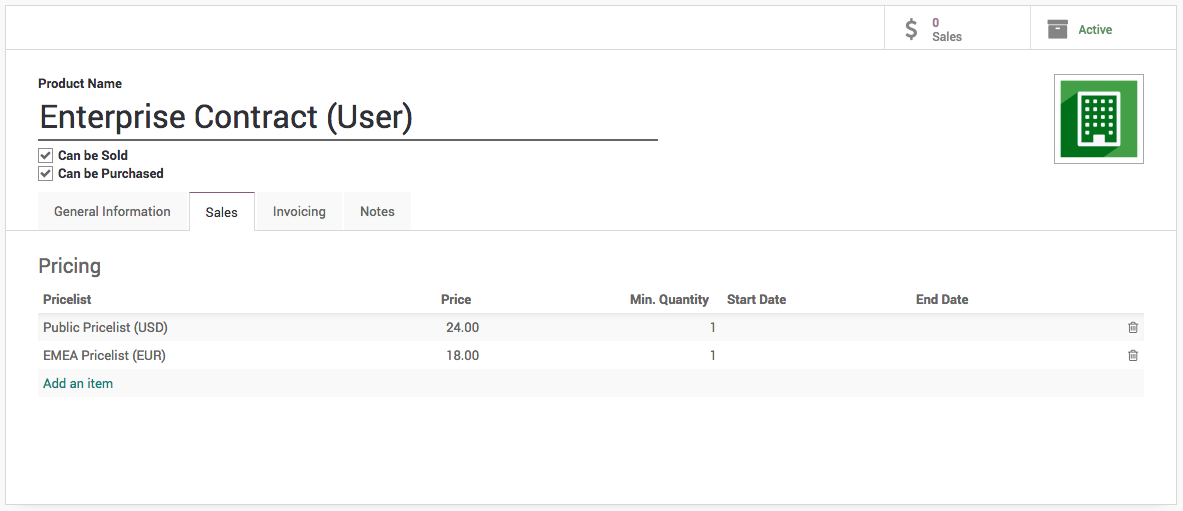 0
Sales
Active
Product Name
Enterprise Contract (User)
Can be Sold
Can be Purchased
General Information Sales Invoicing Notes
Pricing
Pricelist Price Min. Quantity Start Date End Date
Public Pricelist (USD) 24.00 1
EMEA Pricelist (EUR) 18.00 1
Add an item